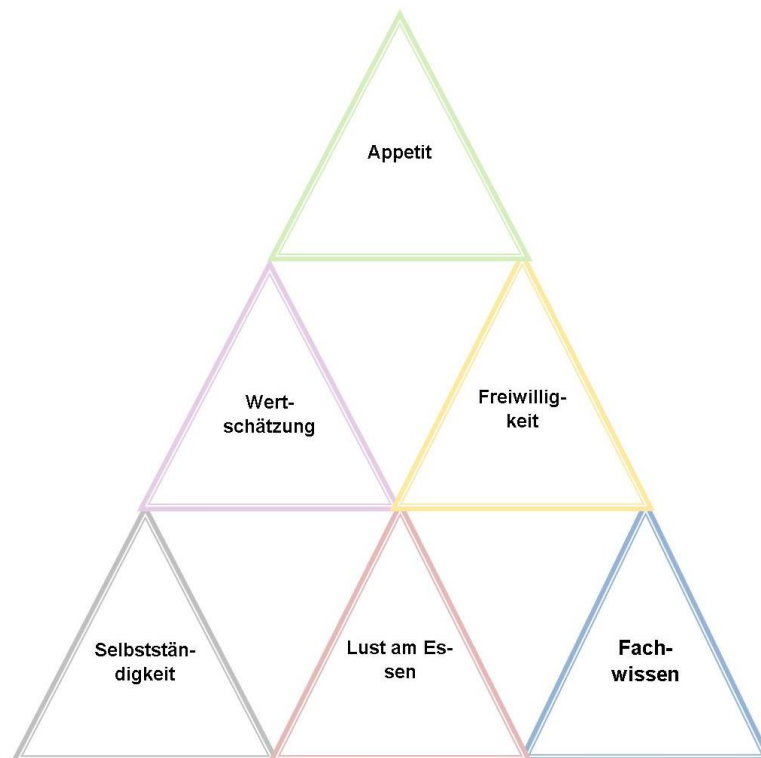 Appetit
Wert-
schätzung
Freiwillig-
keit
Selbststän-
digkeit
Lust am Es-
sen
Fach-
wissen